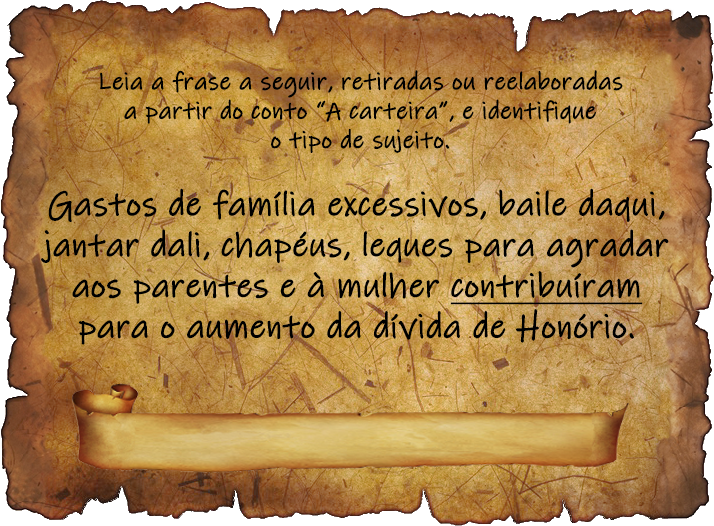 Leia a frase a seguir, retiradas ou reelaboradas
a partir do conto “A carteira”, e identifique
o tipo de sujeito.
Gastos de família excessivos, baile daqui,
jantar dali, chapéus, leques para agradar
aos parentes e à mulher contribuíram
para o aumento da dívida de Honório.